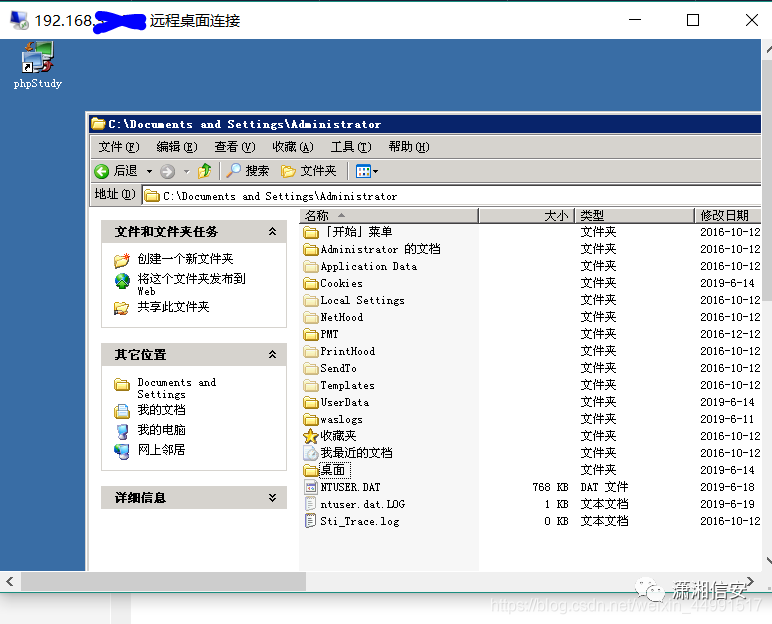 192.168. 远程桌面连接
phpStudy
C:\Documents and Settings\Administrator
文件(F) 编辑(E) 查看(V) 收藏(A) 工具(T) 帮助(H)
后退 搜索 文件夹
地址(D) C:\Documents and Settings\Administrator
文件和文件夹任务
创建一个新文件夹
将这个文件夹发布到
Web
共享此文件夹
其它位置
Documents and
Settings
我的文档
我的电脑
网上邻居
详细信息
名称 大小 类型 修改日期
「开始」菜单 文件夹 2016-10-12
Administrator 的文档 文件夹 2016-10-12
Application Data 文件夹 2016-10-12
Cookies 文件夹 2019-6-14
Local Settings 文件夹 2016-10-12
NetHood 文件夹 2016-10-12
PMT 文件夹 2016-12-12
PrintHood 文件夹 2016-10-12
SendTo 文件夹 2016-10-12
Templates 文件夹 2016-10-12
UserData 文件夹 2019-6-14
waslogs 文件夹 2019-6-11
收藏夹 文件夹 2016-10-12
我最近的文档 文件夹 2016-10-12
桌面 文件夹 2019-6-14
NTUSER.DAT 768 KB DAT 文件 2019-6-18
ntuser.dat.LOG 1 KB 文本文档 2019-6-19
Sti_Trace.log 0 KB 文本文档 2016-10-12
潇湘信安
https://blog.csdn.net/weixin_44991517